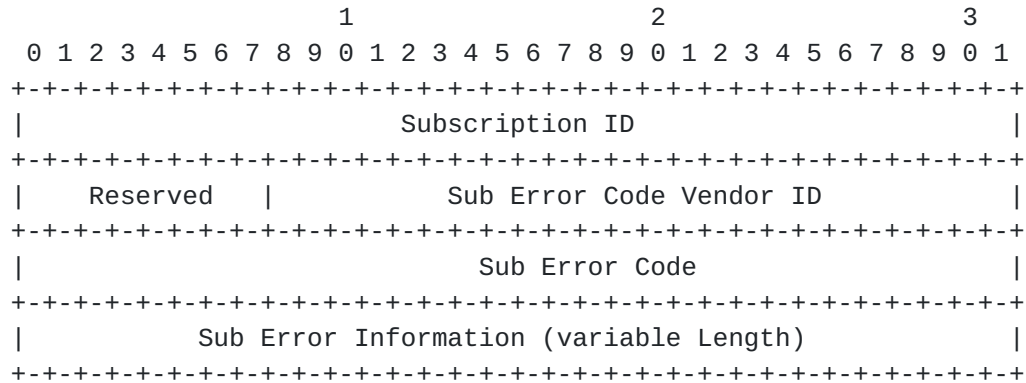 1                   2                   3
 0 1 2 3 4 5 6 7 8 9 0 1 2 3 4 5 6 7 8 9 0 1 2 3 4 5 6 7 8 9 0 1
+-+-+-+-+-+-+-+-+-+-+-+-+-+-+-+-+-+-+-+-+-+-+-+-+-+-+-+-+-+-+-+-+
|                        Subscription ID                        |
+-+-+-+-+-+-+-+-+-+-+-+-+-+-+-+-+-+-+-+-+-+-+-+-+-+-+-+-+-+-+-+-+
|    Reserved   |           Sub Error Code Vendor ID            |
+-+-+-+-+-+-+-+-+-+-+-+-+-+-+-+-+-+-+-+-+-+-+-+-+-+-+-+-+-+-+-+-+
|                             Sub Error Code                    |
+-+-+-+-+-+-+-+-+-+-+-+-+-+-+-+-+-+-+-+-+-+-+-+-+-+-+-+-+-+-+-+-+
|           Sub Error Information (variable Length)             |
+-+-+-+-+-+-+-+-+-+-+-+-+-+-+-+-+-+-+-+-+-+-+-+-+-+-+-+-+-+-+-+-+